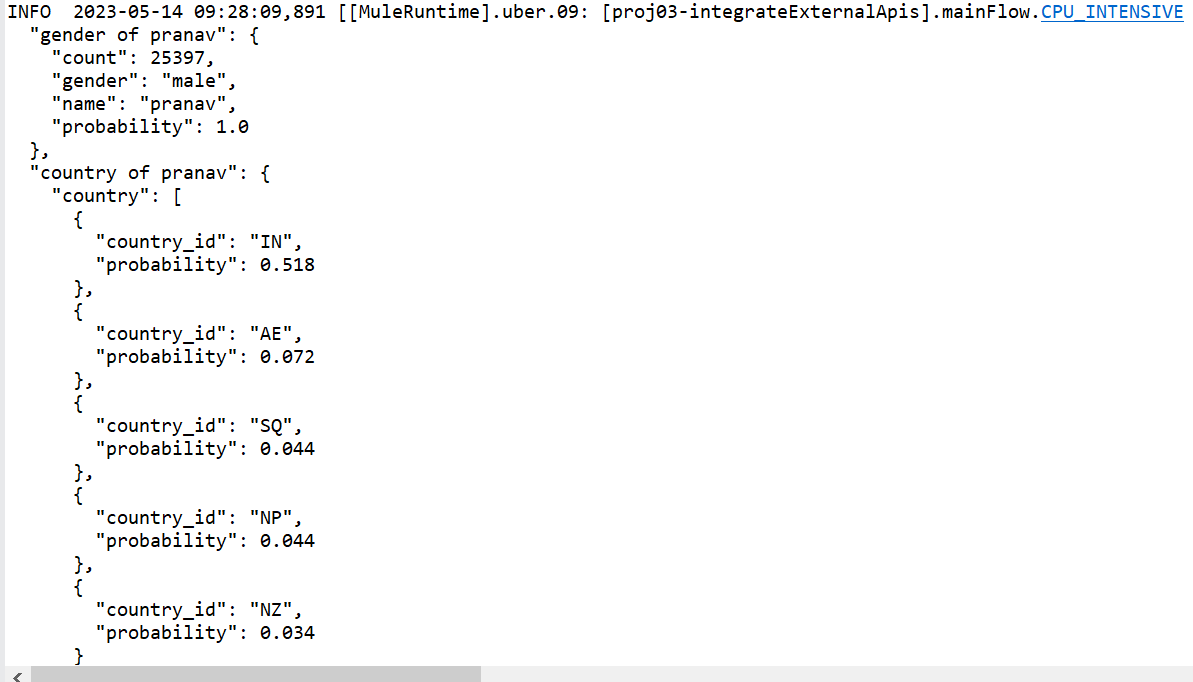 INFO  2023-05-14 09:28:09,891 [[MuleRuntime].uber.09: [proj03-integrateExternalApis].mainFlow.CPU_INTENSIVE
  "gender of pranav": {
    "count": 25397,
    "gender": "male",
    "name": "pranav",
    "probability": 1.0
  },
  "country of pranav": {
    "country": [
      {
        "country_id": "IN",
        "probability": 0.518
      },
      {
        "country_id": "AE",
        "probability": 0.072
      },
      {
        "country_id": "SQ",
        "probability": 0.044
      },
      {
        "country_id": "NP",
        "probability": 0.044
      },
      {
        "country_id": "NZ",
        "probability": 0.034
      }